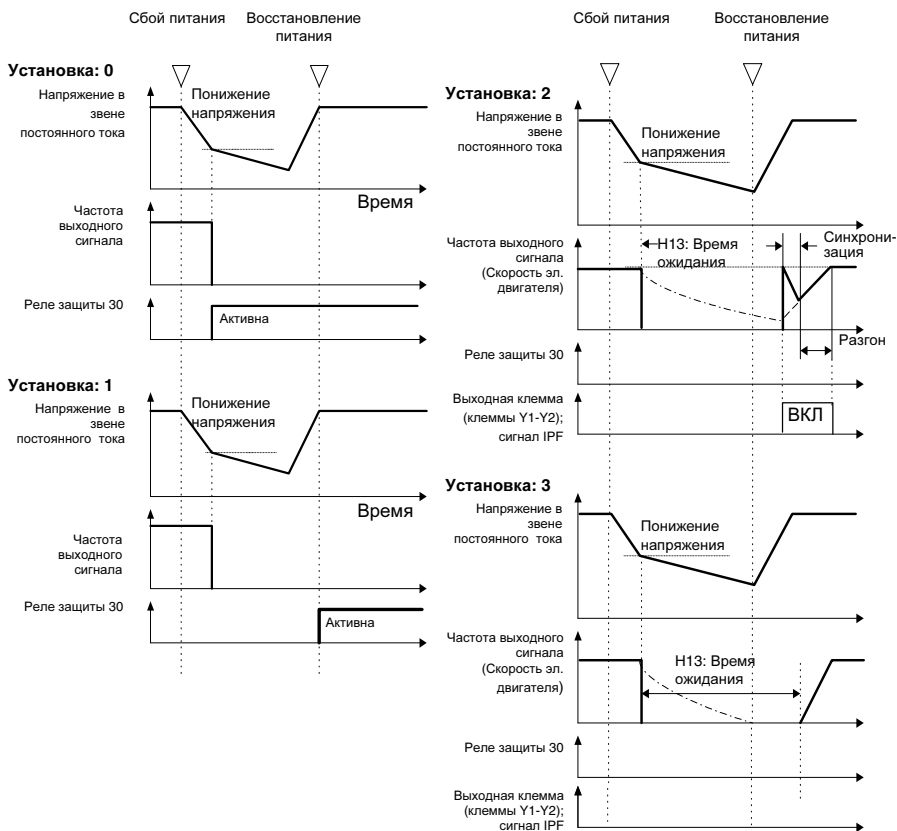 Сбой питания
Восстановление
питания
Установка: 0
Напряжение в
звене
постоянного тока
Понижение
напряжения
Время
Частота
выходного
сигнала
Реле защиты 30
Активна
Установка: 1
Напряжение в
звене
постоянного тока
Понижение
напряжения
Время
Частота
выходного
сигнала
Реле защиты 30
Активна
Сбой питания
Восстановление
питания
Установка: 2
Напряжение в
звене
постоянного тока
Понижение
напряжения
Частота выходного
сигнала
(Скорость эл.
двигателя)
H13: Время
ожидания
Синхрони-
зация
Разгон
Реле защиты 30
Выходная клемма
(клеммы Y1-Y2);
сигнал IPF
ВКЛ
Установка: 3
Напряжение в
звене
постоянного тока
Понижение
напряжения
Частота выходного
сигнала
(Скорость эл.
двигателя)
H13: Время
ожидания
Реле защиты 30
Выходная клемма
(клеммы Y1-Y2);
сигнал IPF